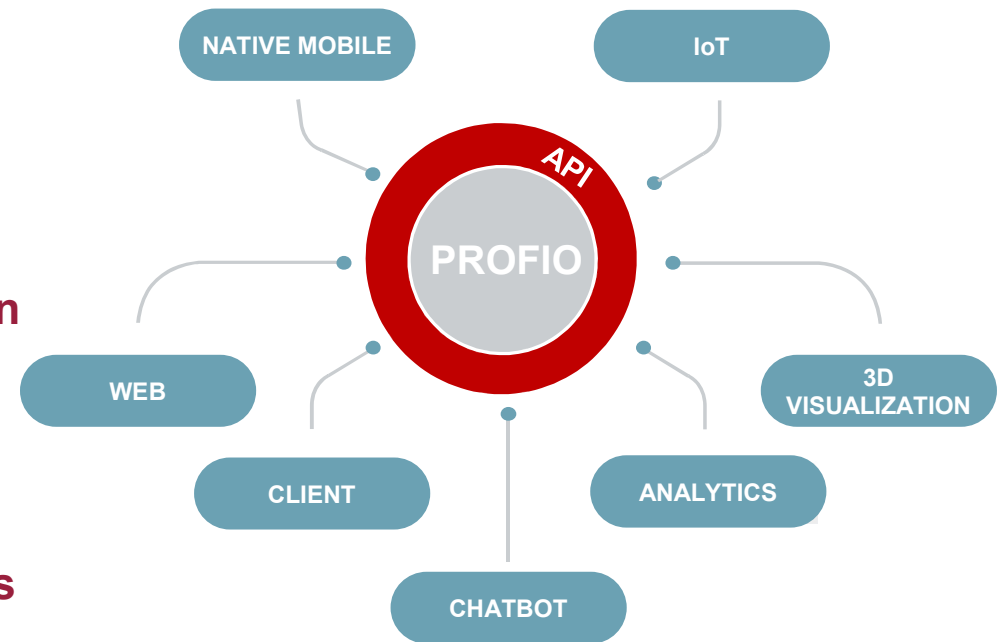 NATIVE MOBILE
IoT
API
PROFIO
n
WEB
3D
VISUALIZATION
CLIENT
ANALYTICS
s
CHATBOT